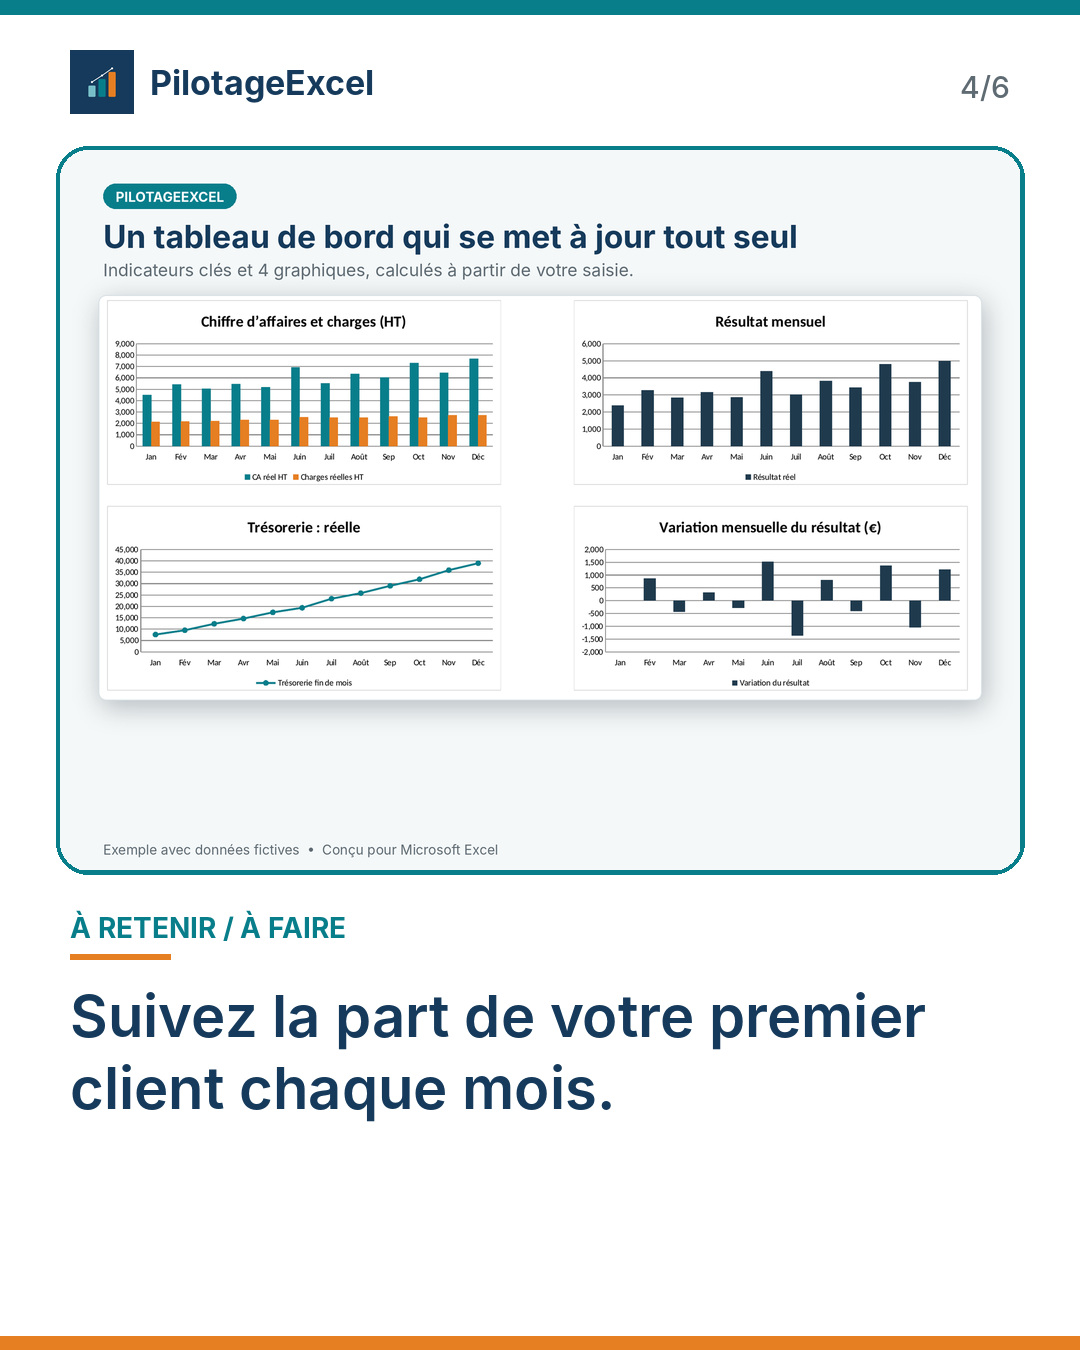 PilotageExcel
4/6
PILOTAGEEXCEL
Un tableau de bord qui se met à jour tout seul
Indicateurs clés et 4 graphiques, calculés à partir de votre saisie.
Chiffre d'affaires et charges (HT)
9,000
8,000
7,000
6,000
5,000
4,000
3,000
2,000
1,000
0
Jan Fév Mar Avr Mai Juin Juil Août Sep Oct Nov Déc
CA réel HT Charges réelles HT
Résultat mensuel
6,000
5,000
4,000
3,000
2,000
1,000
0
Jan Fév Mar Avr Mai Juin Juil Août Sep Oct Nov Déc
Résultat réel
Trésorerie : réelle
45,000
40,000
35,000
30,000
25,000
20,000
15,000
10,000
5,000
0
Jan Fév Mar Avr Mai Juin Juil Août Sep Oct Nov Déc
Trésorerie fin de mois
Variation mensuelle du résultat (€)
2,000
1,500
1,000
500
0
-500
-1,000
-1,500
-2,000
Jan Fév Mar Avr Mai Juin Juil Août Sep Oct Nov Déc
Variation du résultat
Exemple avec données fictives • Conçu pour Microsoft Excel
À RETENIR / À FAIRE
Suivez la part de votre premier
client chaque mois.